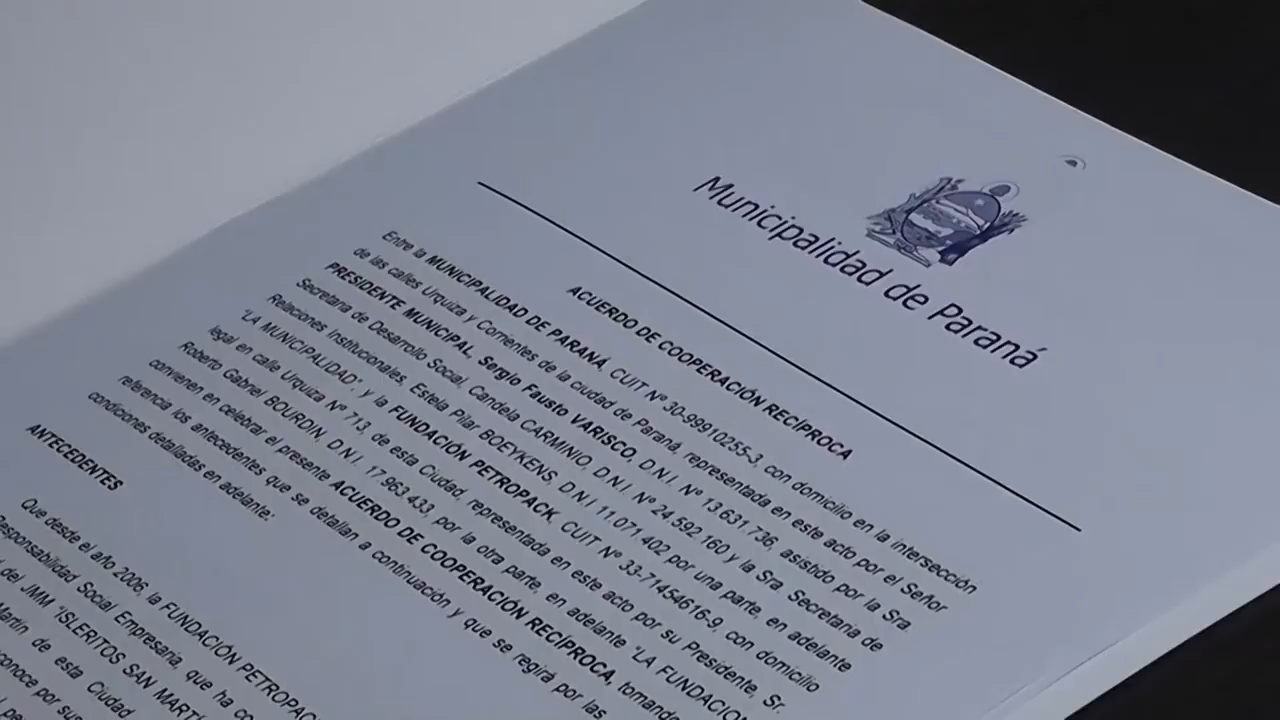 Municipalidad de Paraná
ACUERDO DE COOPERACIÓN RECÍPROCA
Entre la MUNICIPALIDAD DE PARANÁ, CUIT Nº 30-99910255-3, con domicilio en la intersección
de las calles Urquiza y Corrientes de la ciudad de Paraná, representada en este acto por el Señor
PRESIDENTE MUNICIPAL, Sergio Fausto VARISCO, D.N.I. Nº 13.631.736, asistido por la Sra.
Secretaria de Desarrollo Social, Candela CARMINIO, D.N.I. Nº 24.592.160 y la Sra. Secretaria de
Relaciones Institucionales, Estela Pilar BOEYKENS, D.N.I. 11.071.402 por una parte, en adelante
"LA MUNICIPALIDAD", y la FUNDACIÓN PETROPACK, CUIT Nº 33-71454616-9, con domicilio
legal en calle Urquiza Nº 713, de esta Ciudad, representada en este acto por su Presidente, Sr.
Roberto Gabriel BOURDIN, D.N.I. 17.963.433, por la otra parte, en adelante "LA FUNDACION
convienen en celebrar el presente ACUERDO DE COOPERACIÓN RECÍPROCA, tomando
referencia los antecedentes que se detallan a continuación y que se regirá por las
condiciones detalladas en adelante:
ANTECEDENTES
Que desde el año 2006, la FUNDACIÓN PETROPAC
Responsabilidad Social Empresaria, que ha co
del JMM "ISLERITOS SAN MARTÍ
Martín de esta Ciudad
conoce por sus